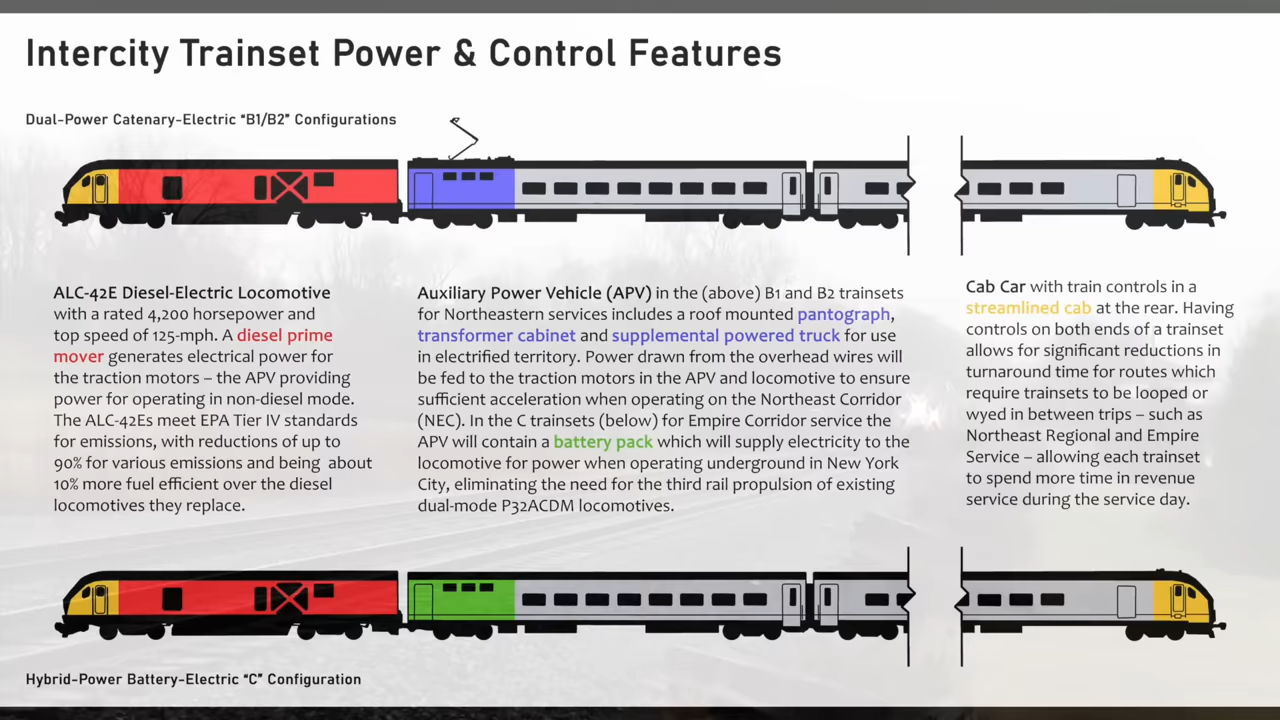 Intercity Trainset Power & Control Features
Dual-Power Catenary-Electric “B1/B2” Configurations
ALC-42E Diesel-Electric Locomotive
with a rated 4,200 horsepower and
top speed of 125-mph. A diesel prime
mover generates electrical power for
the traction motors – the APV providing
power for operating in non-diesel mode.
The ALC-42Es meet EPA Tier IV standards
for emissions, with reductions of up to
90% for various emissions and being about
10% more fuel efficient over the diesel
locomotives they replace.
Auxiliary Power Vehicle (APV) in the (above) B1 and B2 trainsets
for Northeastern services includes a roof mounted pantograph,
transformer cabinet and supplemental powered truck for use
in electrified territory. Power drawn from the overhead wires will
be fed to the traction motors in the APV and locomotive to ensure
sufficient acceleration when operating on the Northeast Corridor
(NEC). In the C trainsets (below) for Empire Corridor service the
APV will contain a battery pack which will supply electricity to the
locomotive for power when operating underground in New York
City, eliminating the need for the third rail propulsion of existing
dual-mode P32ACDM locomotives.
Cab Car with train controls in a
streamlined cab at the rear. Having
controls on both ends of a trainset
allows for significant reductions in
turnaround time for routes which
require trainsets to be looped or
wyed in between trips – such as
Northeast Regional and Empire
Service – allowing each trainset
to spend more time in revenue
service during the service day.
Hybrid-Power Battery-Electric “C” Configuration